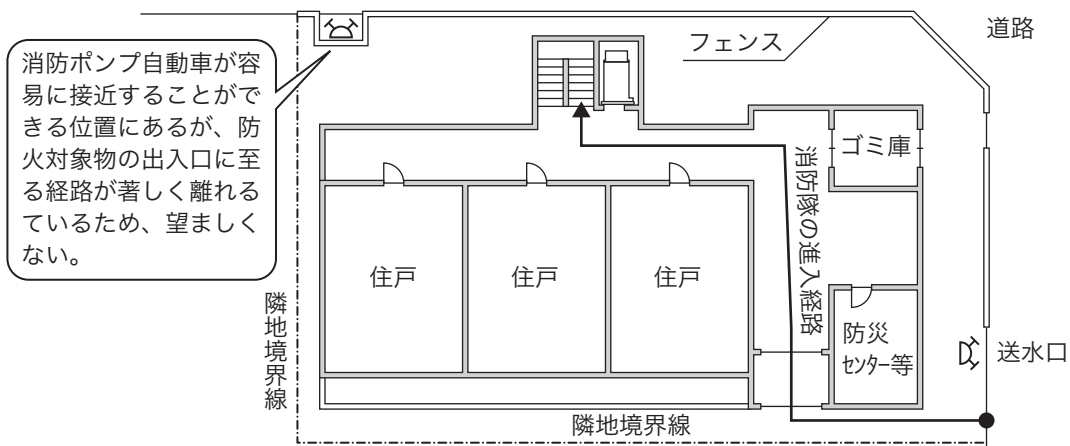 道路
フェンス
消防ポンプ自動車が容
易に接近することがで
きる位置にあるが、防
火対象物の出入口に至
る経路が著しく離れる
ているため、望ましく
ない。
ゴミ庫
消防隊の進入経路
住戸
住戸
住戸
隣地境界線
防災
センター等
送水口
隣地境界線